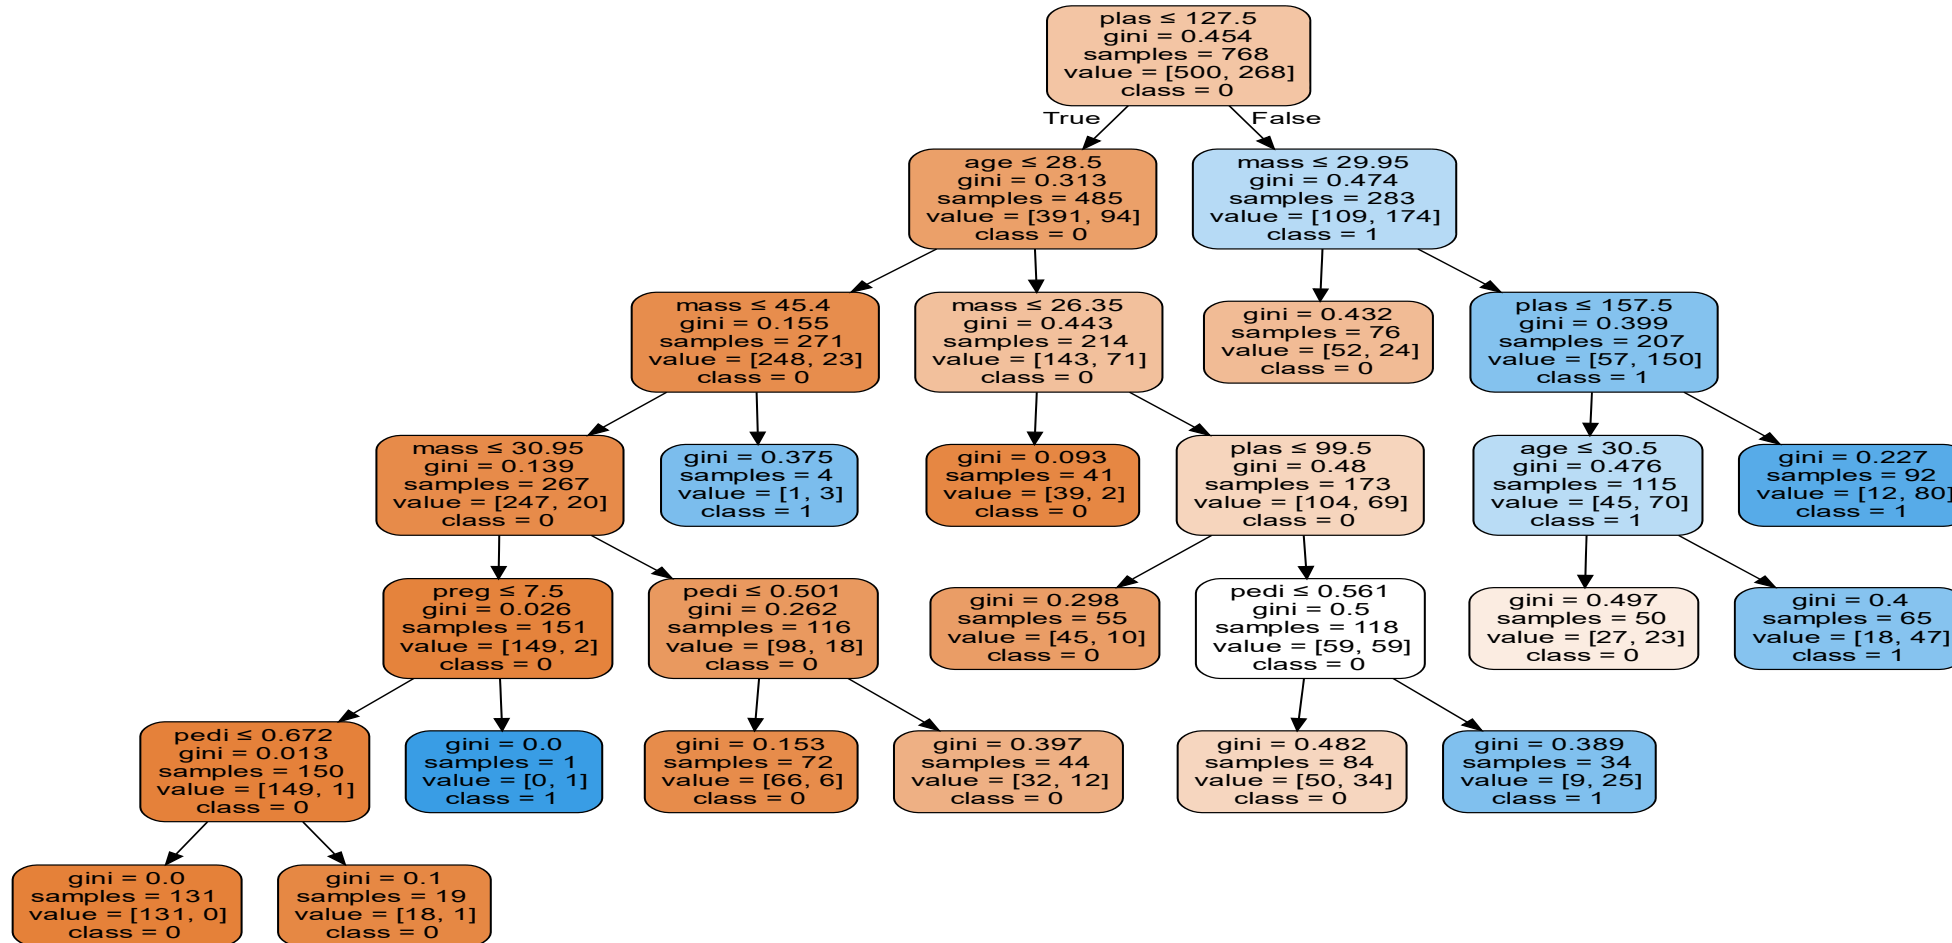 plas ≤ 127.5
gini = 0.454
samples = 768
value = [500, 268]
class = 0
True
False
age ≤ 28.5
gini = 0.313
samples = 485
value = [391, 94]
class = 0
mass ≤ 29.95
gini = 0.474
samples = 283
value = [109, 174]
class = 1
mass ≤ 45.4
gini = 0.155
samples = 271
value = [248, 23]
class = 0
mass ≤ 26.35
gini = 0.443
samples = 214
value = [143, 71]
class = 0
gini = 0.432
samples = 76
value = [52, 24]
class = 0
plas ≤ 157.5
gini = 0.399
samples = 207
value = [57, 150]
class = 1
mass ≤ 30.95
gini = 0.139
samples = 267
value = [247, 20]
class = 0
gini = 0.375
samples = 4
value = [1, 3]
class = 1
gini = 0.093
samples = 41
value = [39, 2]
class = 0
plas ≤ 99.5
gini = 0.48
samples = 173
value = [104, 69]
class = 0
age ≤ 30.5
gini = 0.476
samples = 115
value = [45, 70]
class = 1
gini = 0.227
samples = 92
value = [12, 80]
class = 1
preg ≤ 7.5
gini = 0.026
samples = 151
value = [149, 2]
class = 0
pedi ≤ 0.501
gini = 0.262
samples = 116
value = [98, 18]
class = 0
gini = 0.298
samples = 55
value = [45, 10]
class = 0
pedi ≤ 0.561
gini = 0.5
samples = 118
value = [59, 59]
class = 0
gini = 0.497
samples = 50
value = [27, 23]
class = 0
gini = 0.4
samples = 65
value = [18, 47]
class = 1
pedi ≤ 0.672
gini = 0.013
samples = 150
value = [149, 1]
class = 0
gini = 0.0
samples = 1
value = [0, 1]
class = 1
gini = 0.153
samples = 72
value = [66, 6]
class = 0
gini = 0.397
samples = 44
value = [32, 12]
class = 0
gini = 0.482
samples = 84
value = [50, 34]
class = 0
gini = 0.389
samples = 34
value = [9, 25]
class = 1
gini = 0.0
samples = 131
value = [131, 0]
class = 0
gini = 0.1
samples = 19
value = [18, 1]
class = 0